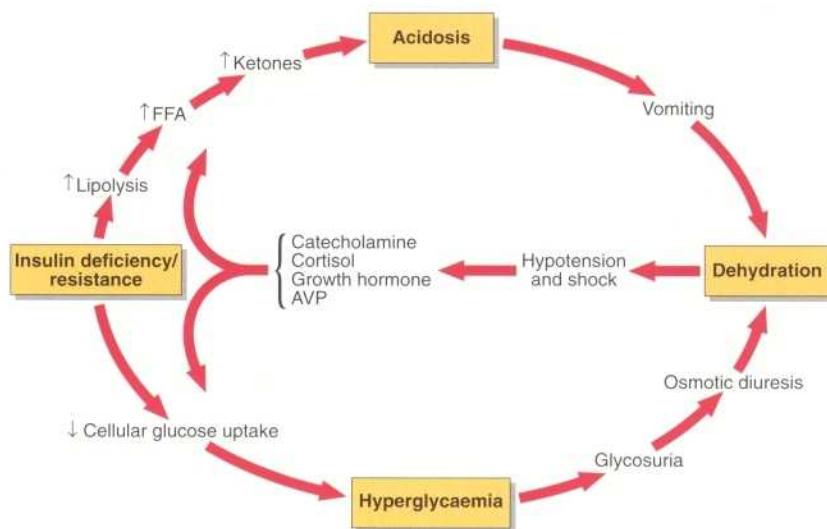 Acidosis
↑Ketones
↑FFA
Vomiting
↑Lipolysis
Insulin deficiency/
resistance
Catecholamine
Cortisol
Growth hormone
AVP
Hypotension
and shock
Dehydration
Osmotic diuresis
↓ Cellular glucose uptake
Glycosuria
Hyperglycaemia